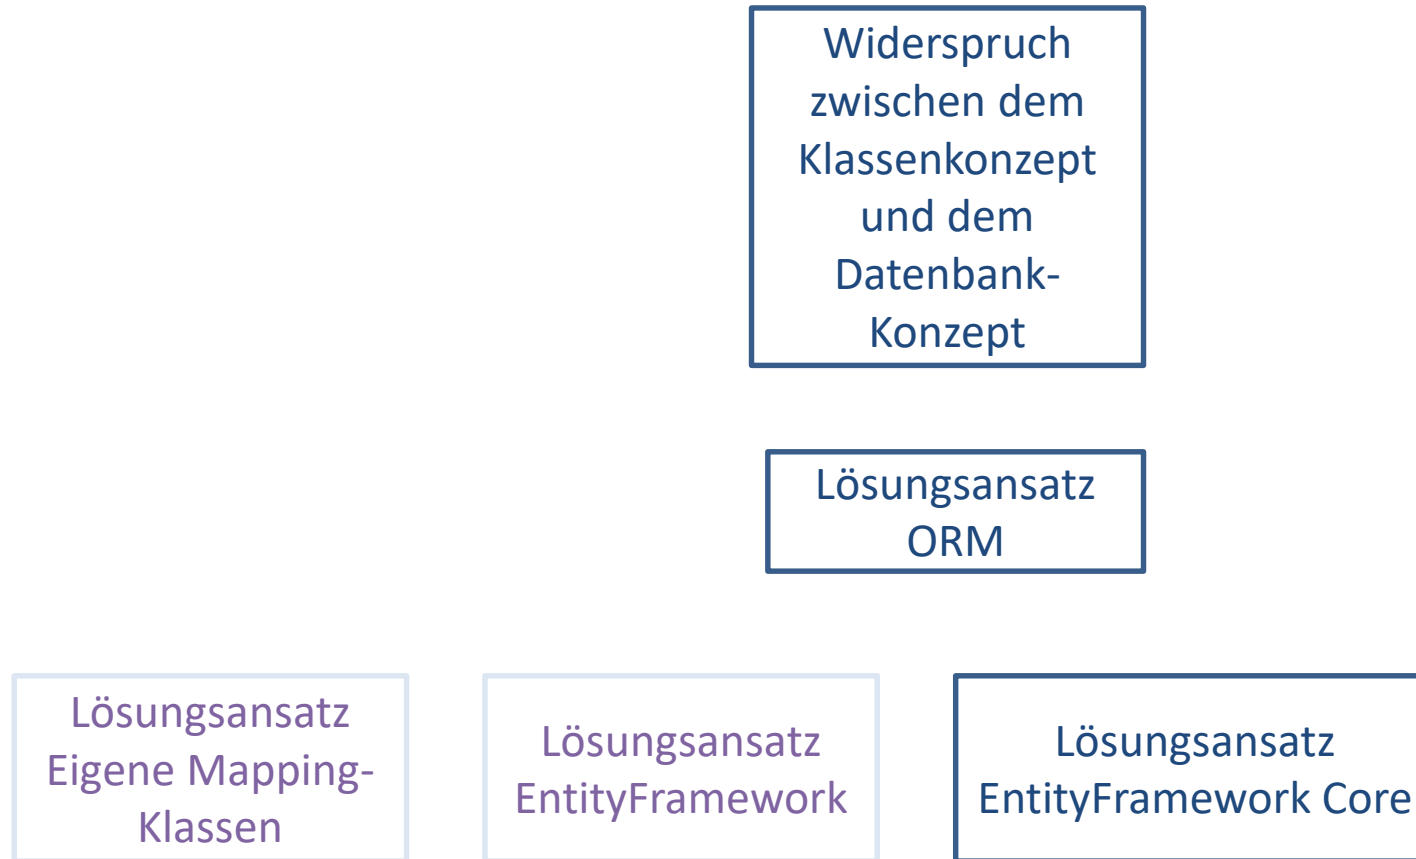 Widerspruch
zwischen dem
Klassenkonzept
und dem
Datenbank-
Konzept
Lösungsansatz
ORM
Lösungsansatz
Eigene Mapping-
Klassen
Lösungsansatz
EntityFramework
Lösungsansatz
EntityFramework Core